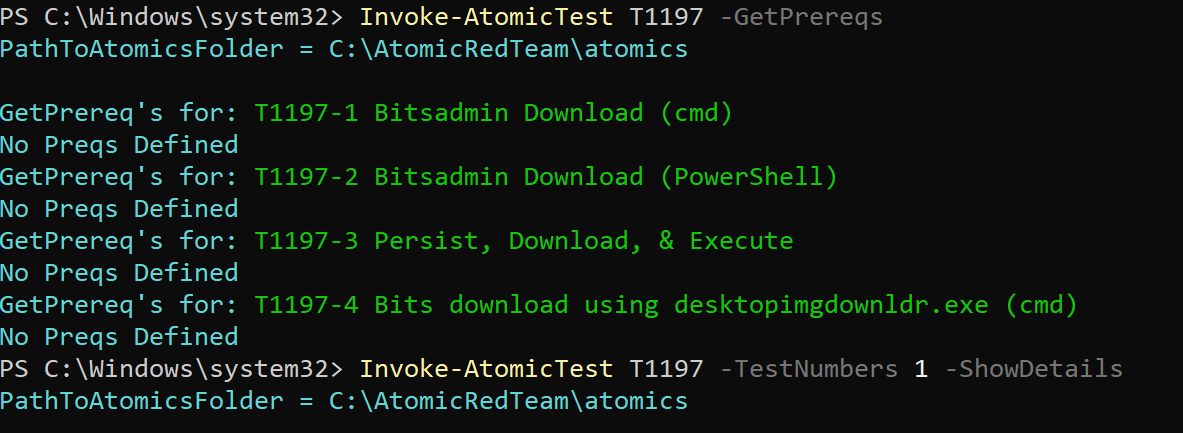 PS C:\Windows\system32> Invoke-AtomicTest T1197 -GetPrereqs
PathToAtomicsFolder = C:\AtomicRedTeam\atomics
GetPrereq's for: T1197-1 Bitsadmin Download (cmd)
No Preqs Defined
GetPrereq's for: T1197-2 Bitsadmin Download (PowerShell)
No Preqs Defined
GetPrereq's for: T1197-3 Persist, Download, & Execute
No Preqs Defined
GetPrereq's for: T1197-4 Bits download using desktopimgdownldr.exe (cmd)
No Preqs Defined
PS C:\Windows\system32> Invoke-AtomicTest T1197 -TestNumbers 1 -ShowDetails
PathToAtomicsFolder = C:\AtomicRedTeam\atomics